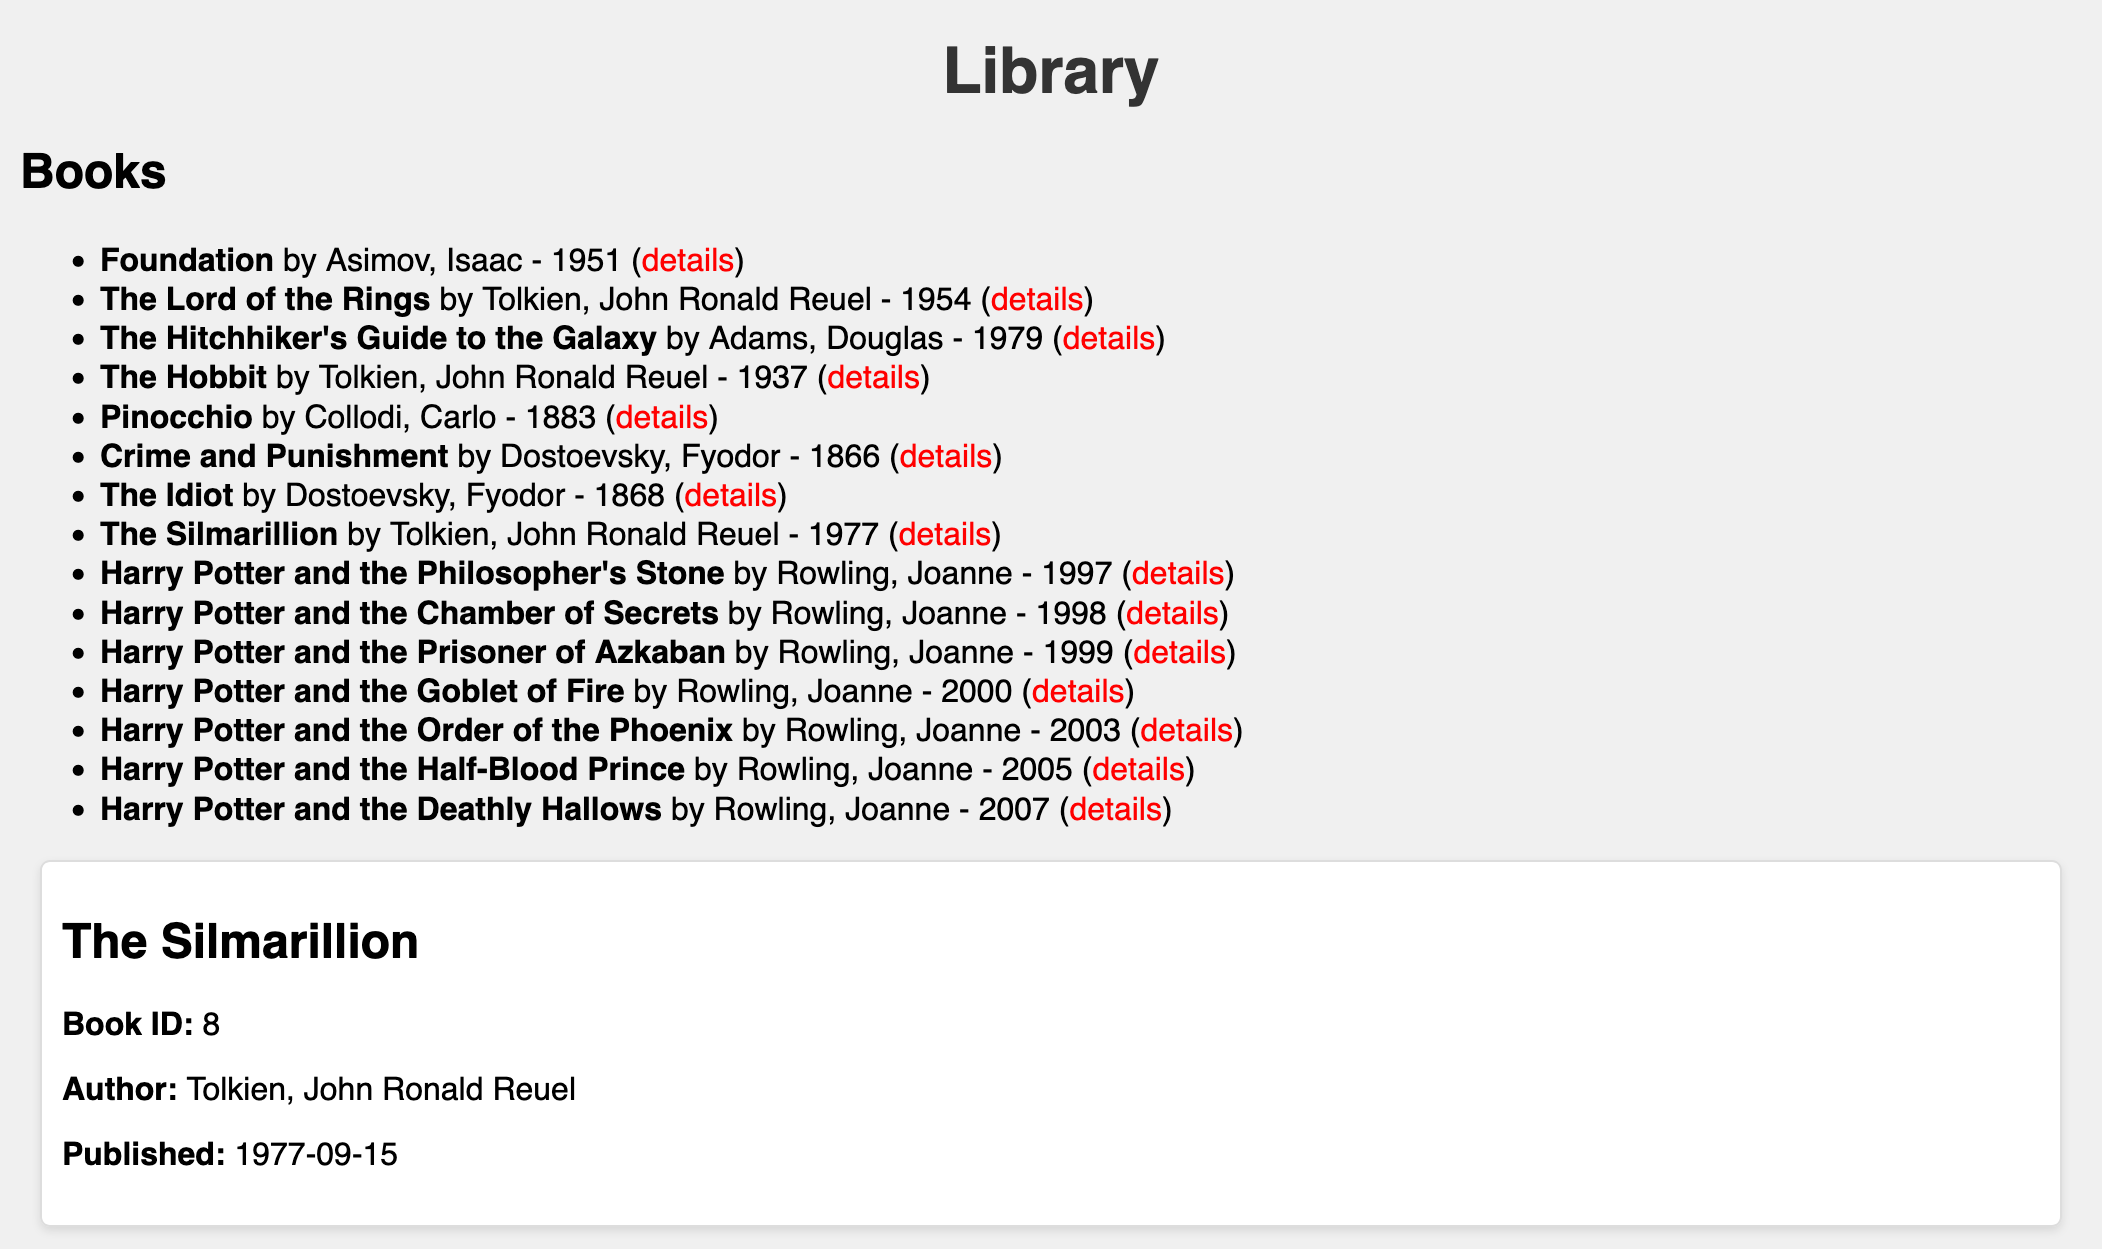 Library
Books
Foundation by Asimov, Isaac - 1951 (details)
The Lord of the Rings by Tolkien, John Ronald Reuel - 1954 (details)
The Hitchhiker's Guide to the Galaxy by Adams, Douglas - 1979 (details)
The Hobbit by Tolkien, John Ronald Reuel - 1937 (details)
Pinocchio by Collodi, Carlo - 1883 (details)
Crime and Punishment by Dostoevsky, Fyodor - 1866 (details)
The Idiot by Dostoevsky, Fyodor - 1868 (details)
The Silmarillion by Tolkien, John Ronald Reuel - 1977 (details)
Harry Potter and the Philosopher's Stone by Rowling, Joanne - 1997 (details)
Harry Potter and the Chamber of Secrets by Rowling, Joanne - 1998 (details)
Harry Potter and the Prisoner of Azkaban by Rowling, Joanne - 1999 (details)
Harry Potter and the Goblet of Fire by Rowling, Joanne - 2000 (details)
Harry Potter and the Order of the Phoenix by Rowling, Joanne - 2003 (details)
Harry Potter and the Half-Blood Prince by Rowling, Joanne - 2005 (details)
Harry Potter and the Deathly Hallows by Rowling, Joanne - 2007 (details)
The Silmarillion
Book ID: 8
Author: Tolkien, John Ronald Reuel
Published: 1977-09-15